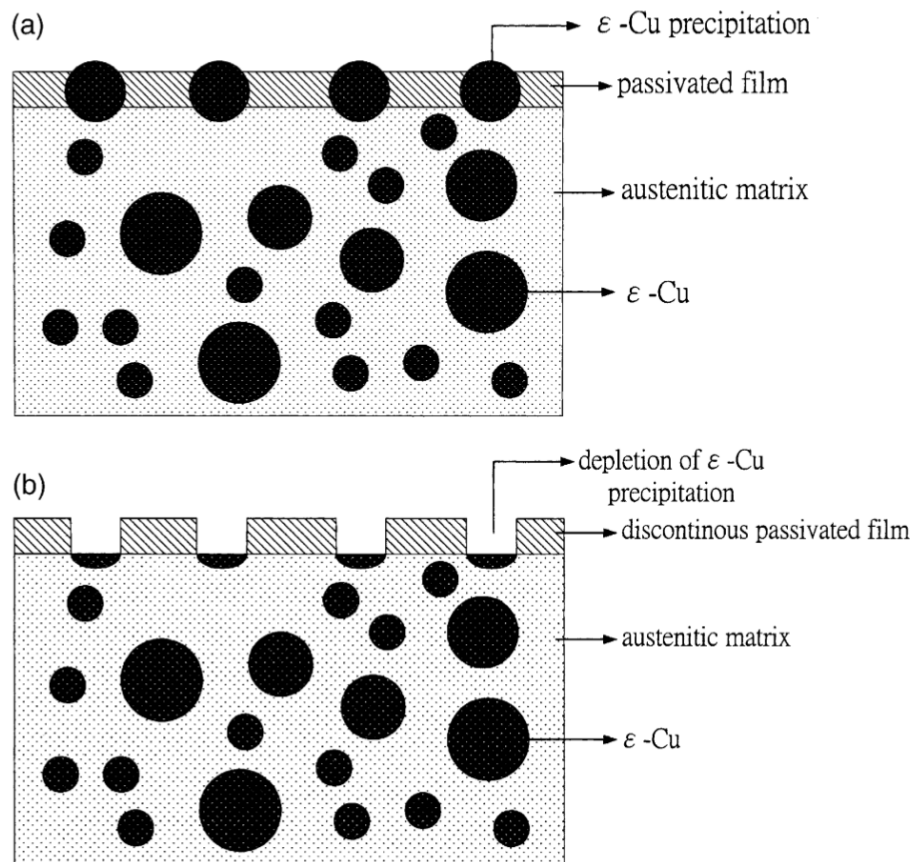 (a)
ε -Cu precipitation
passivated film
austenitic matrix
ε -Cu
(b)
depletion of ε -Cu
precipitation
discontinous passivated film
austenitic matrix
ε -Cu